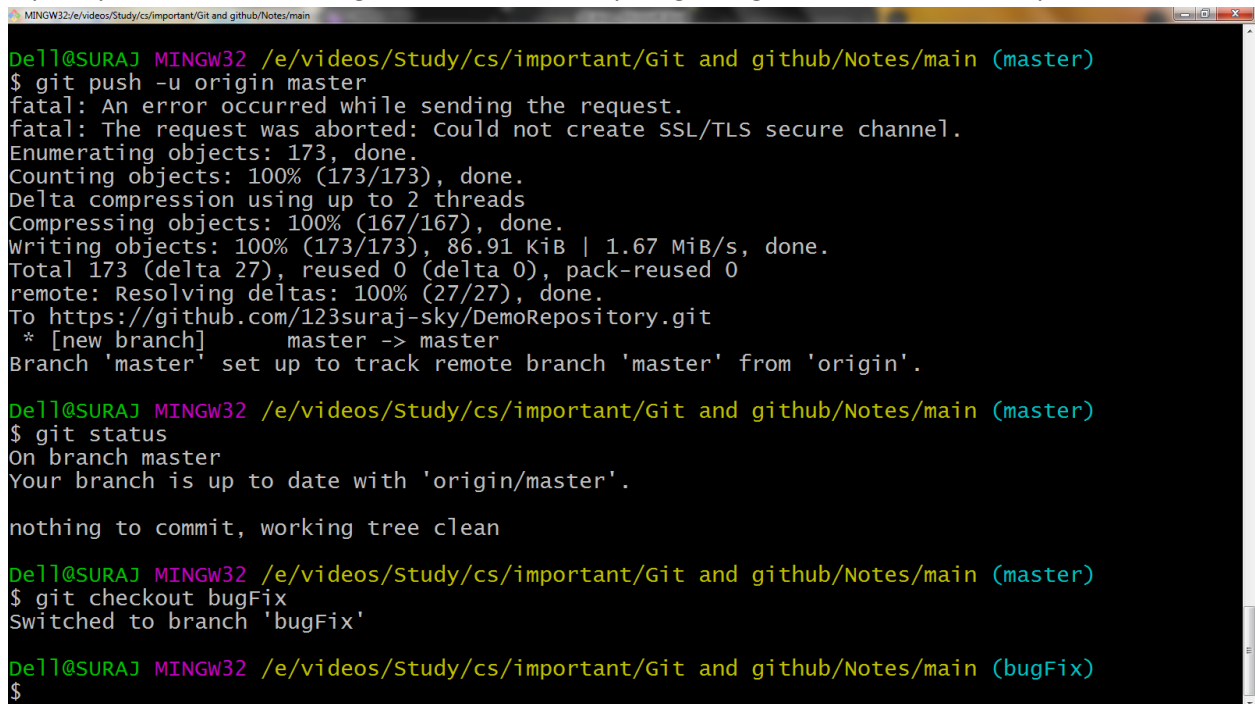 MINGW32:/e/videos/Study/cs/important/Git and github/Notes/main
Dell@SURAJ MINGW32 /e/videos/Study/cs/important/Git and github/Notes/main (master)
$ git push -u origin master
fatal: An error occurred while sending the request.
fatal: The request was aborted: Could not create SSL/TLS secure channel.
Enumerating objects: 173, done.
Counting objects: 100% (173/173), done.
Delta compression using up to 2 threads
Compressing objects: 100% (167/167), done.
Writing objects: 100% (173/173), 86.91 KiB | 1.67 MiB/s, done.
Total 173 (delta 27), reused 0 (delta 0), pack-reused 0
remote: Resolving deltas: 100% (27/27), done.
To https://github.com/123suraj-sky/DemoRepository.git
 * [new branch]      master -> master
Branch 'master' set up to track remote branch 'master' from 'origin'.
Dell@SURAJ MINGW32 /e/videos/Study/cs/important/Git and github/Notes/main (master)
$ git status
On branch master
Your branch is up to date with 'origin/master'.
nothing to commit, working tree clean
Dell@SURAJ MINGW32 /e/videos/Study/cs/important/Git and github/Notes/main (master)
$ git checkout bugFix
Switched to branch 'bugFix'
Dell@SURAJ MINGW32 /e/videos/Study/cs/important/Git and github/Notes/main (bugFix)
$